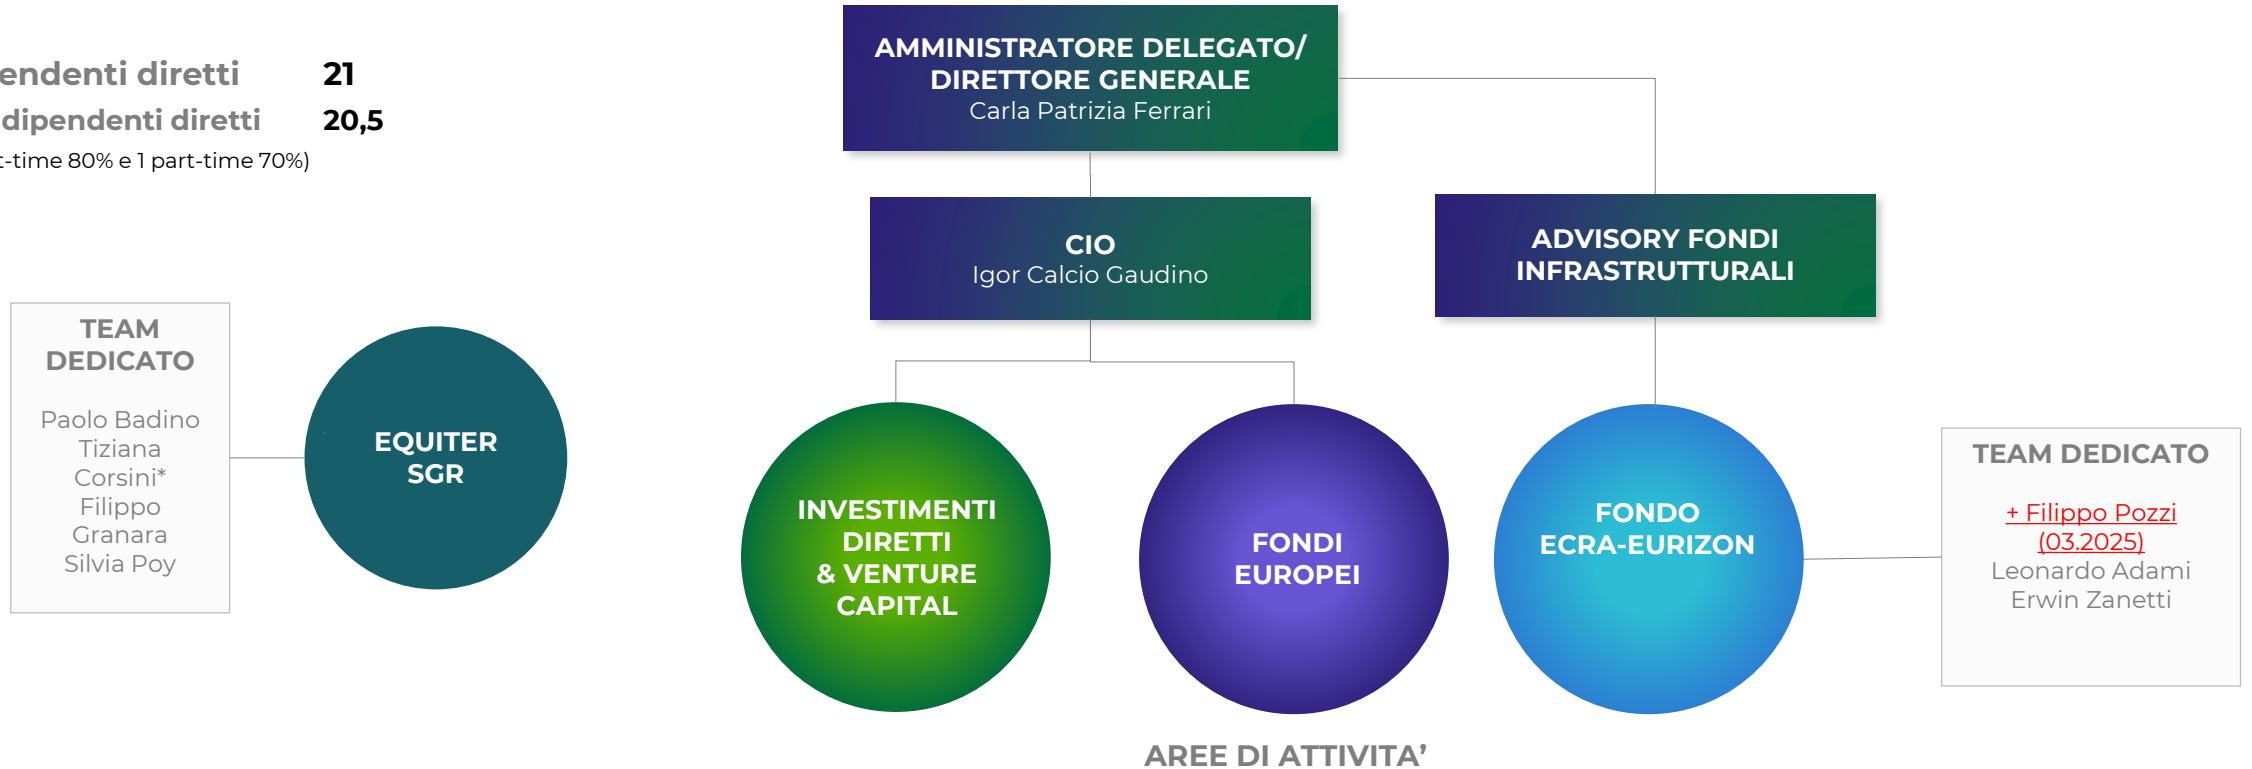 AMMINISTRATORE DELEGATO/
DIRETTORE GENERALE
Carla Patrizia Ferrari
diretti 21
dipendenti diretti 20,5
80% e 1 part-time 70%)
CIO
Igor Calcio Gaudino
ADVISORY FONDI
INFRASTRUTTURALI
TEAM
DEDICATO
Paolo Badino
Tiziana
Corsini*
Filippo
Granara
Silvia Poy
EQUITER
SGR
INVESTIMENTI
DIRETTI
& VENTURE
CAPITAL
FONDI
EUROPEI
FONDO
ECRA-EURIZON
TEAM DEDICATO
+ Filippo Pozzi
(03.2025)
Leonardo Adami
Erwin Zanetti
AREE DI ATTIVITA’